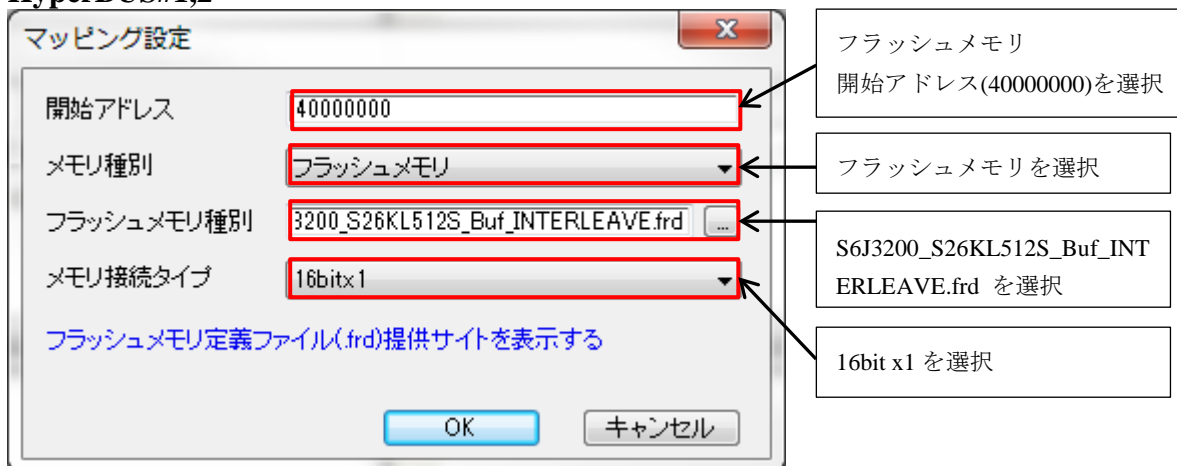 HyperBUS#1,2
マッピング設定
開始アドレス
40000000
メモリ種別
フラッシュメモリ
フラッシュメモリ種別
3200_S26KL512S_Buf_INTERLEAVE.frd
...
メモリ接続タイプ
16bitx1
フラッシュメモリ定義ファイル(.frd)提供サイトを表示する
OK
キャンセル
フラッシュメモリ
開始アドレス(40000000)を選択
フラッシュメモリを選択
S6J3200_S26KL512S_Buf_INT
ERLEAVE.frd を選択
16bit x1 を選択